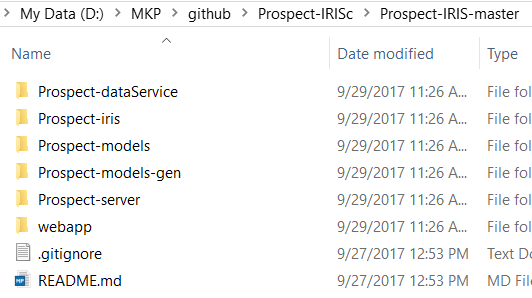 My Data (D:) > MKP > github > Prospect-IRISc > Prospect-IRIS-master
Name Date modified Type
Prospect-dataService 9/29/2017 11:26 A... File fol
Prospect-iris 9/29/2017 11:26 A... File fol
Prospect-models 9/29/2017 11:26 A... File fol
Prospect-models-gen 9/29/2017 11:26 A... File fol
Prospect-server 9/29/2017 11:26 A... File fol
webapp 9/29/2017 11:26 A... File fol
.gitignore 9/27/2017 12:53 PM Text Do
README.md 9/27/2017 12:53 PM MD File